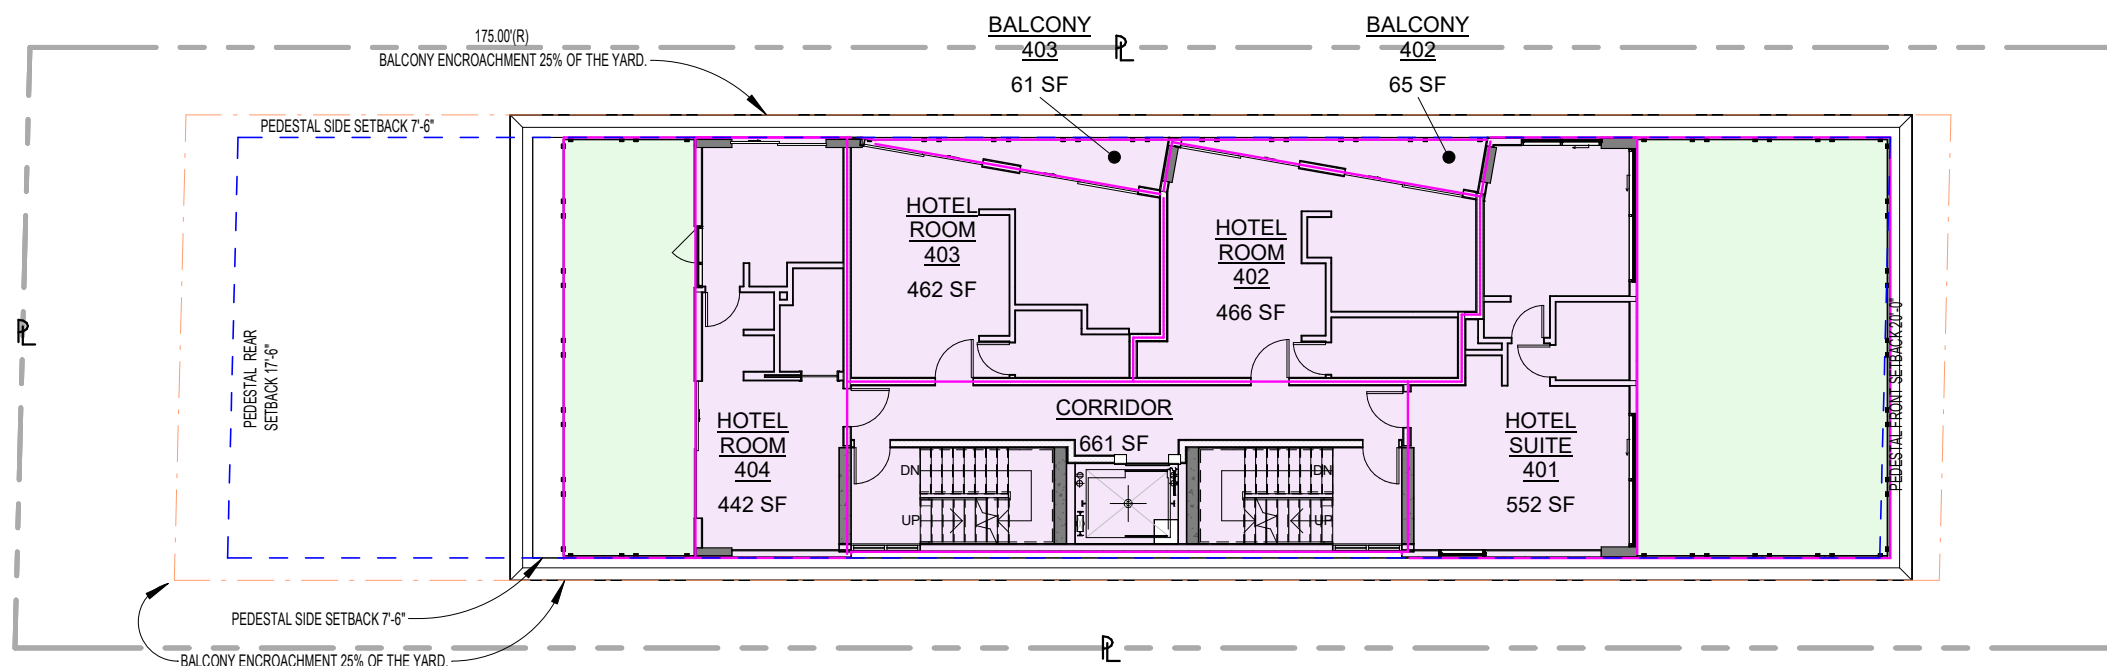 175.00'(R)
BALCONY ENCROACHMENT 25% OF THE YARD.
BALCONY
403
61 SF
BALCONY
402
65 SF
PL
PEDESTAL SIDE SETBACK 7'-6"
HOTEL
ROOM
403
462 SF
HOTEL
ROOM
402
466 SF
PL
PEDESTAL REAR
SETBACK 17'-6"
PEDESTAL FRONT SETBACK 20'-0"
HOTEL
ROOM
404
442 SF
CORRIDOR
661 SF
HOTEL
SUITE
401
552 SF
DN
UP
DN
UP
PEDESTAL SIDE SETBACK 7'-6"
BALCONY ENCROACHMENT 25% OF THE YARD.
PL